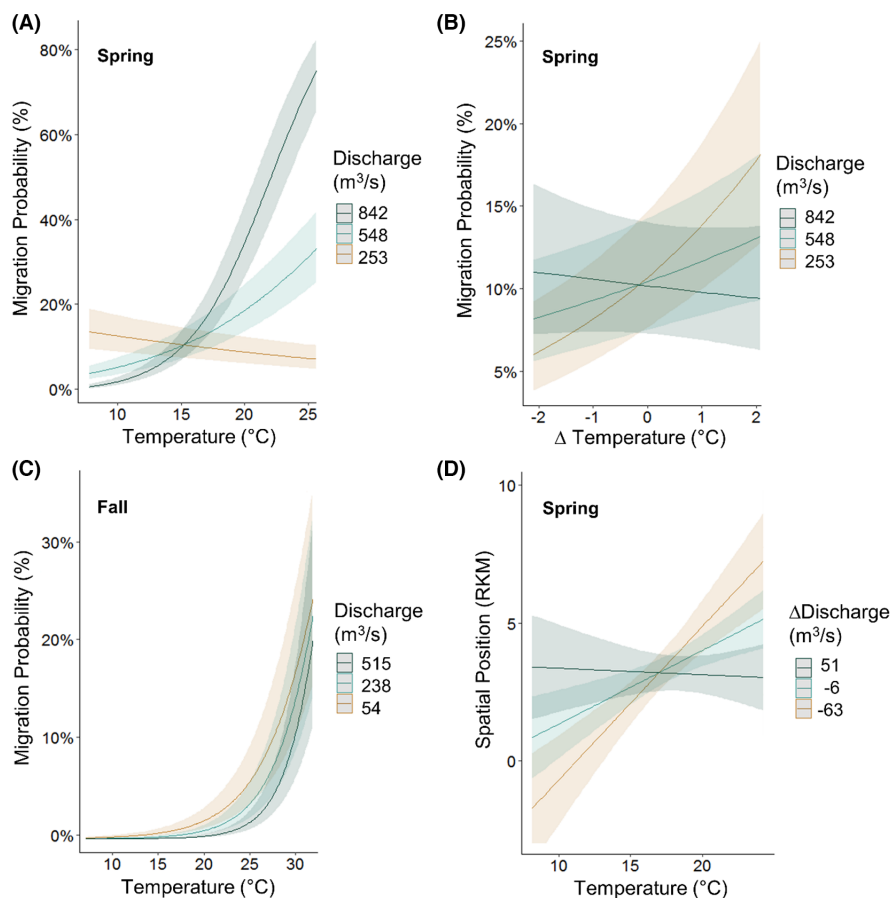 (A)
Spring
Migration Probability (%)
80%
60%
40%
20%
0%
10
15
20
25
Temperature (°C)
Discharge
(m³/s)
842
548
253
(B)
Spring
Migration Probability (%)
25%
20%
15%
10%
5%
-2
-1
0
1
2
Δ Temperature (°C)
Discharge
(m³/s)
842
548
253
(C)
Fall
Migration Probability (%)
30%
20%
10%
0%
10
15
20
25
30
Temperature (°C)
Discharge
(m³/s)
515
238
54
(D)
Spring
Spatial Position (RKM)
10
5
0
10
15
20
Temperature (°C)
ΔDischarge
(m³/s)
51
-6
-63